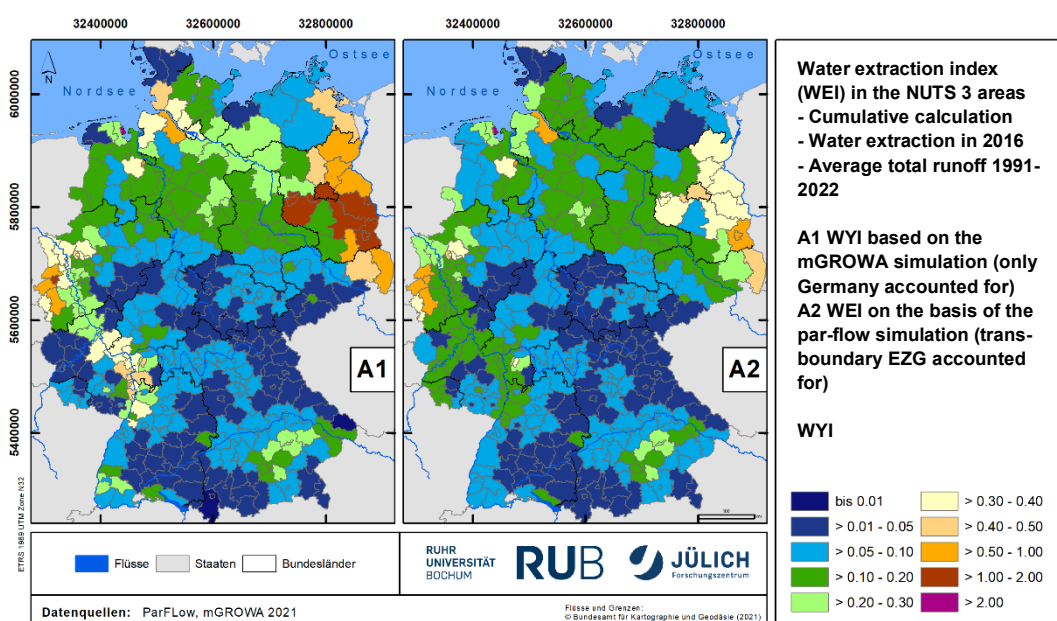 32400000 32600000 32800000
32400000 32600000 32800000
6000000
5800000
5600000
5400000
ETRS 1989 UTM Zone N32
N
Nordsee
Ostsee
A1
Nordsee
Ostsee
A2
100
km
Water extraction index
(WEI) in the NUTS 3 areas
- Cumulative calculation
- Water extraction in 2016
- Average total runoff 1991-
2022
A1 WYI based on the
mGROWA simulation (only
Germany accounted for)
A2 WEI on the basis of the
par-flow simulation (trans-
boundary EZG accounted
for)
WYI
bis 0.01
> 0.01 - 0.05
> 0.05 - 0.10
> 0.10 - 0.20
> 0.20 - 0.30
> 0.30 - 0.40
> 0.40 - 0.50
> 0.50 - 1.00
> 1.00 - 2.00
> 2.00
Flüsse
Staaten
Bundesländer
RUHR
UNIVERSITÄT
BOCHUM
RUB
JÜLICH
Forschungszentrum
Datenquellen: ParFLow, mGROWA 2021
Flüsse und Grenzen:
© Bundesamt für Kartographie und Geodäsie (2021)